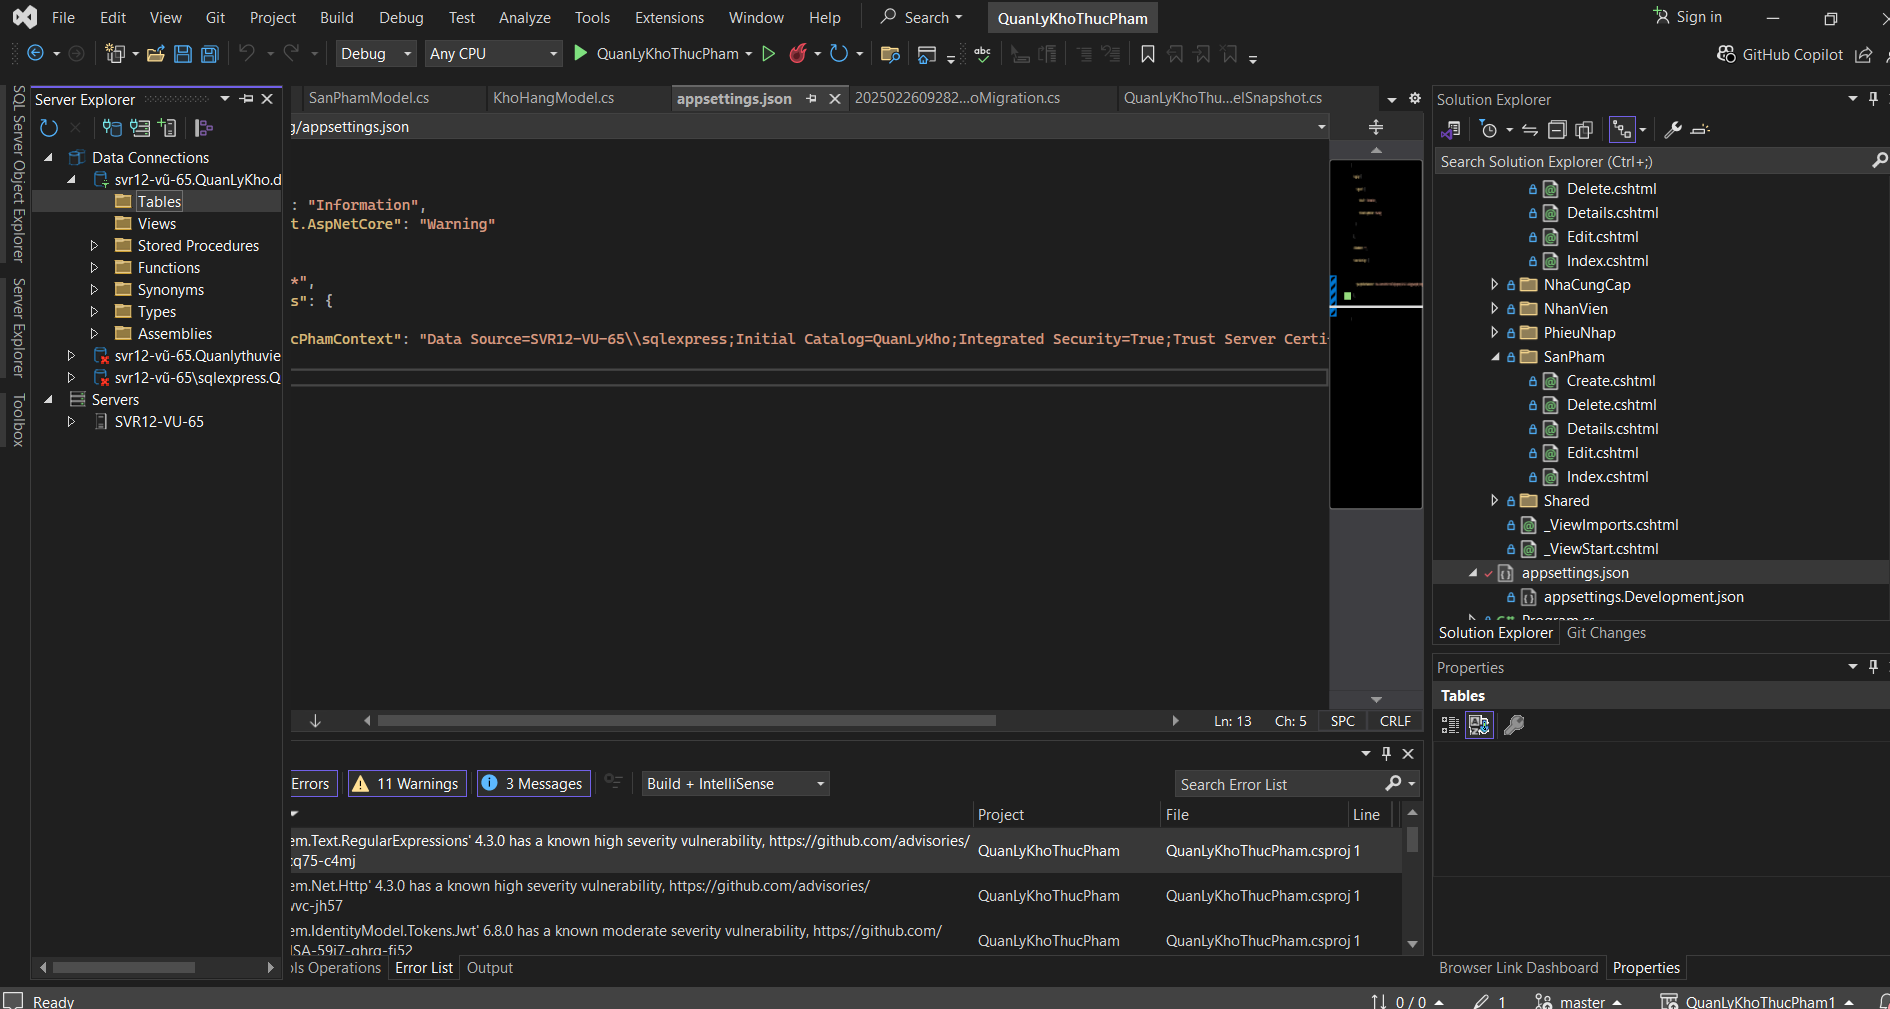 File Edit View Git Project Build Debug Test Analyze Tools Extensions Window Help Search QuanLyKhoThucPham Sign in
Debug Any CPU QuanLyKhoThucPham GitHub Copilot
SQL Server Object Explorer
Server Explorer
Toolbox
Server Explorer
Data Connections
svr12-vũ-65.QuanLyKho.d
Tables
Views
Stored Procedures
Functions
Synonyms
Types
Assemblies
svr12-vũ-65.Quanlythuvie
svr12-vũ-65\sqlexpress.Q
Servers
SVR12-VU-65
SanPhamModel.cs KhoHangModel.cs appsettings.json 2025022609282...oMigration.cs QuanLyKhoThu...elSnapshot.cs
g/appsettings.json
: "Information",
t.AspNetCore": "Warning"
*",
s": {
cPhamContext": "Data Source=SVR12-VU-65\\sqlexpress;Initial Catalog=QuanLyKho;Integrated Security=True;Trust Server Certi
Ln: 13 Ch: 5 SPC CRLF
Errors 11 Warnings 3 Messages Build + IntelliSense Search Error List
Project File Line
em.Text.RegularExpressions' 4.3.0 has a known high severity vulnerability, https://github.com/advisories/
cq75-c4mj
QuanLyKhoThucPham QuanLyKhoThucPham.csproj 1
em.Net.Http' 4.3.0 has a known high severity vulnerability, https://github.com/advisories/
vvc-jh57
QuanLyKhoThucPham QuanLyKhoThucPham.csproj 1
em.IdentityModel.Tokens.Jwt' 6.8.0 has a known moderate severity vulnerability, https://github.com/
QuanLyKhoThucPham QuanLyKhoThucPham.csproj 1
ols Operations Error List Output
Solution Explorer
Search Solution Explorer (Ctrl+;)
Delete.cshtml
Details.cshtml
Edit.cshtml
Index.cshtml
NhaCungCap
NhanVien
PhieuNhap
SanPham
Create.cshtml
Delete.cshtml
Details.cshtml
Edit.cshtml
Index.cshtml
Shared
_ViewImports.cshtml
_ViewStart.cshtml
appsettings.json
appsettings.Development.json
Program.cs
Solution Explorer Git Changes
Properties
Tables
Browser Link Dashboard Properties
Ready 0 / 0 1 master QuanLyKhoThucPham1